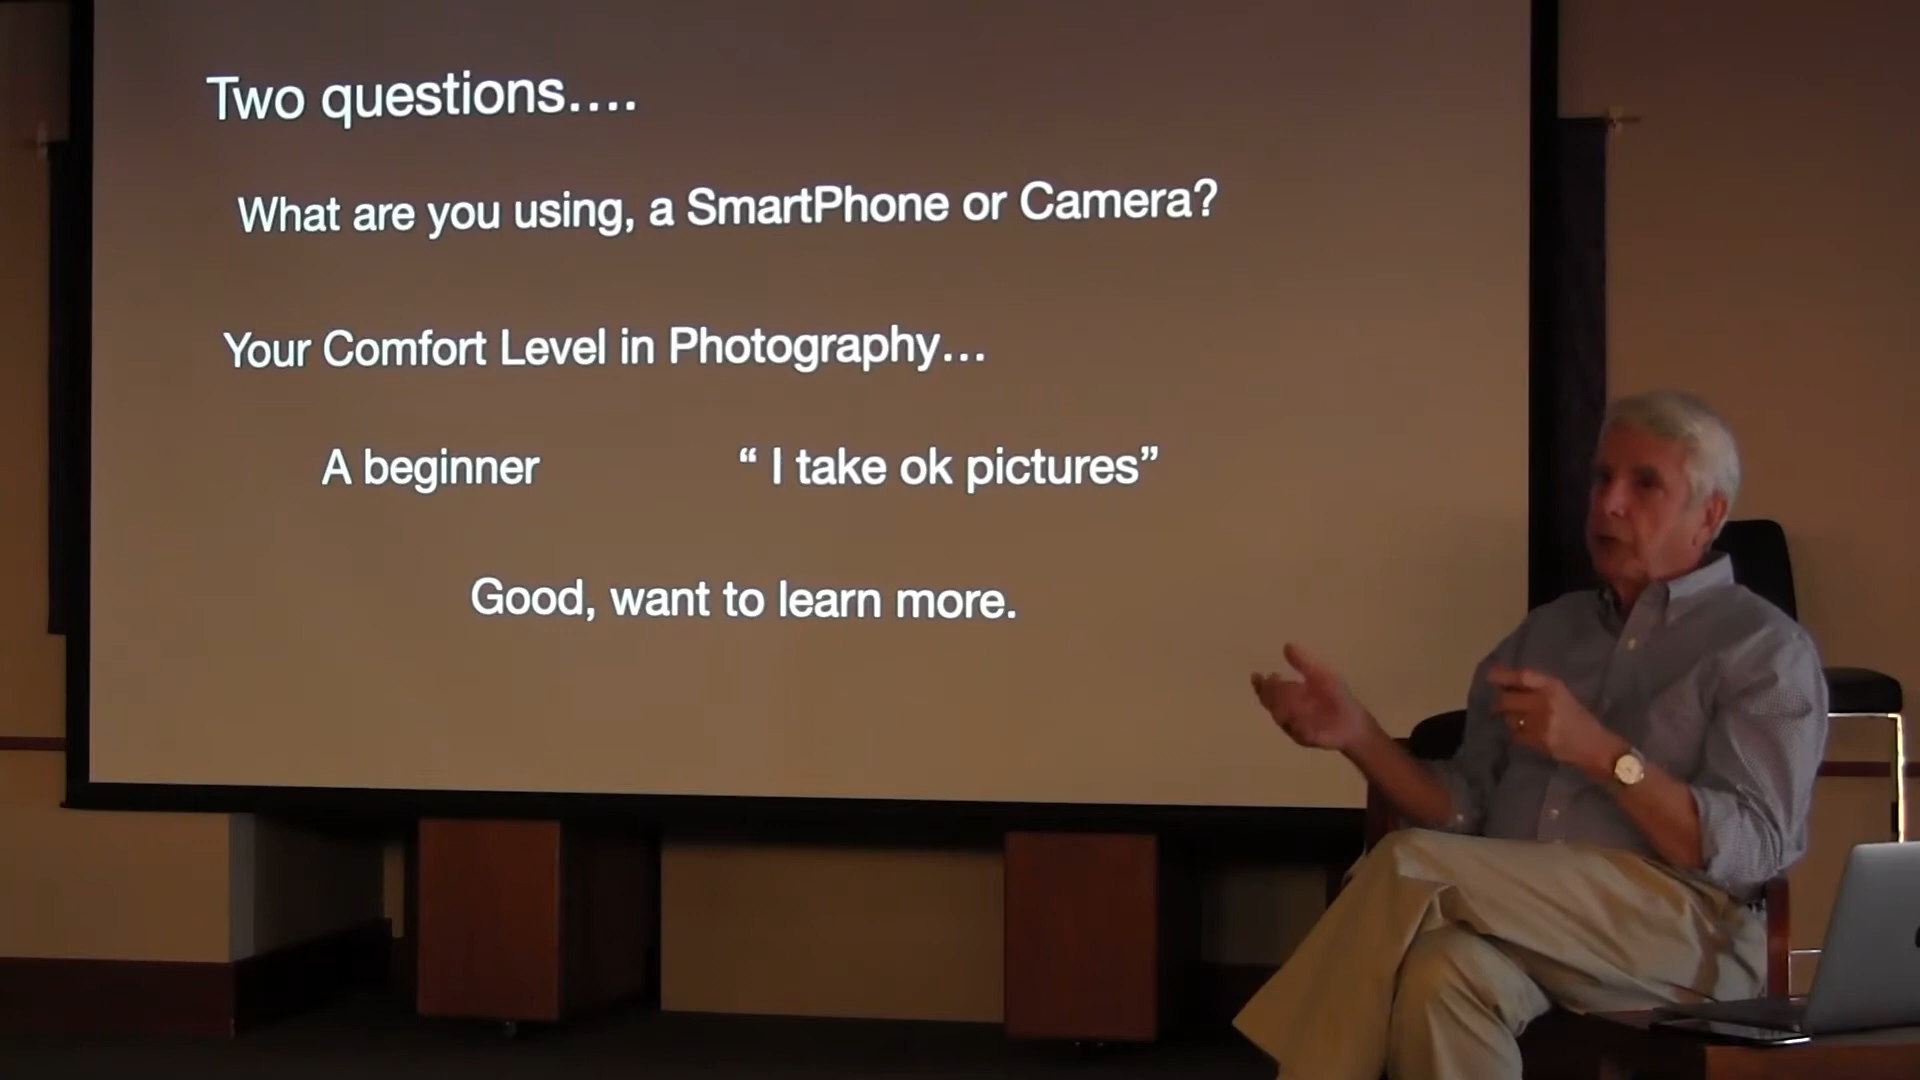 Two questions....
What are you using, a SmartPhone or Camera?
Your Comfort Level in Photography...
A beginner “ I take ok pictures”
Good, want to learn more.